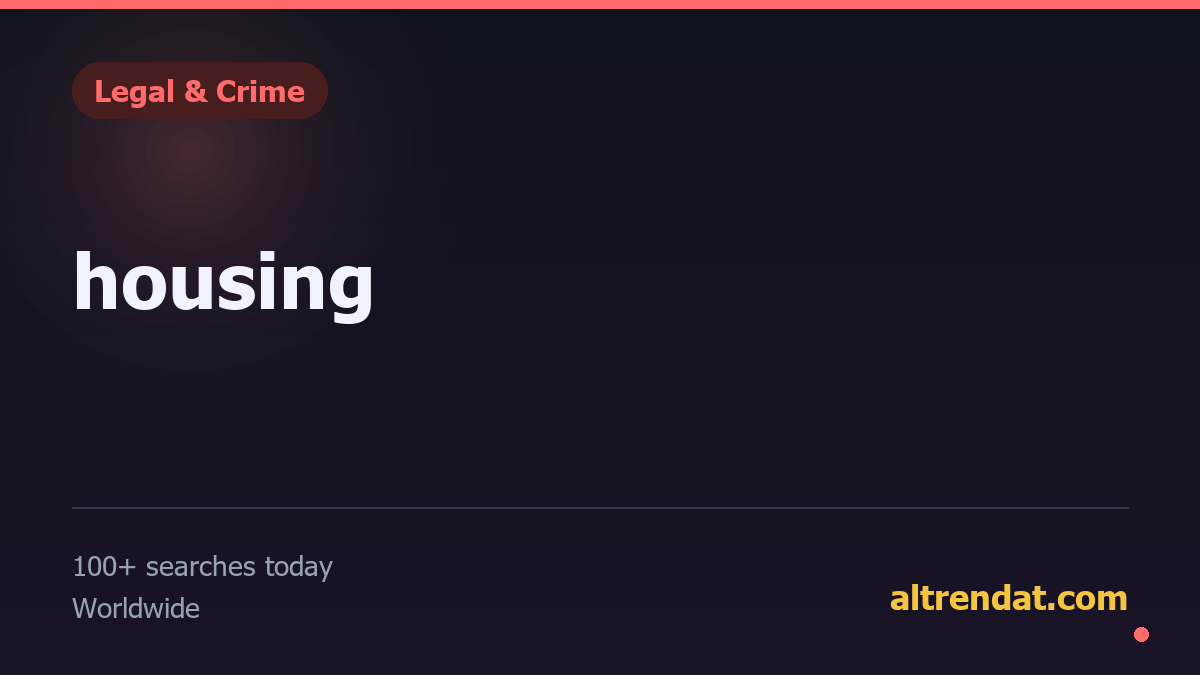 Legal & Crime
housing
100+ searches today
Worldwide
altrendat.com